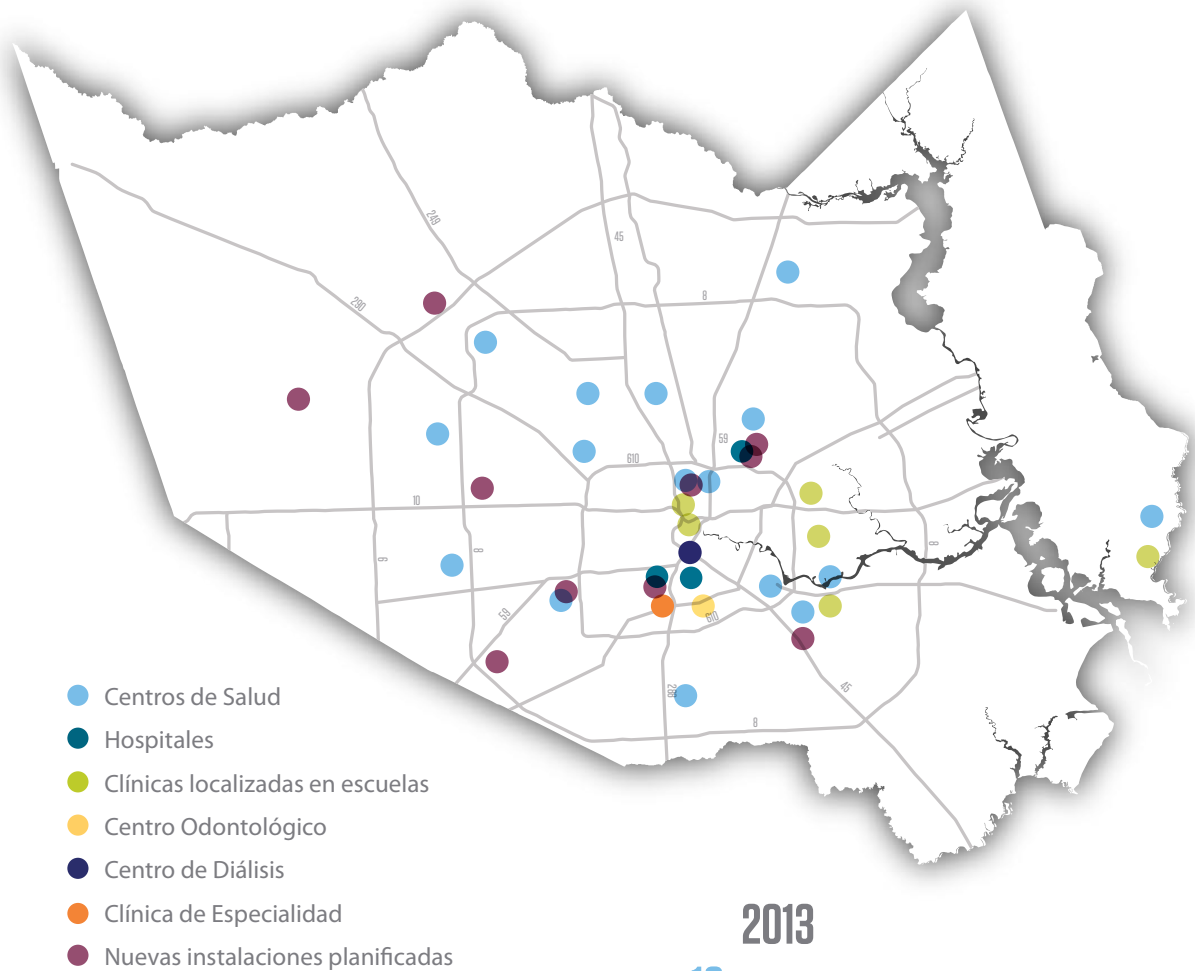 249
45
290
8
59
610
10
6
8
8
59
610
288
45
8
Centros de Salud
Hospitales
Clínicas localizadas en escuelas
Centro Odontológico
Centro de Diálisis
Clínica de Especialidad
Nuevas instalaciones planificadas
2013